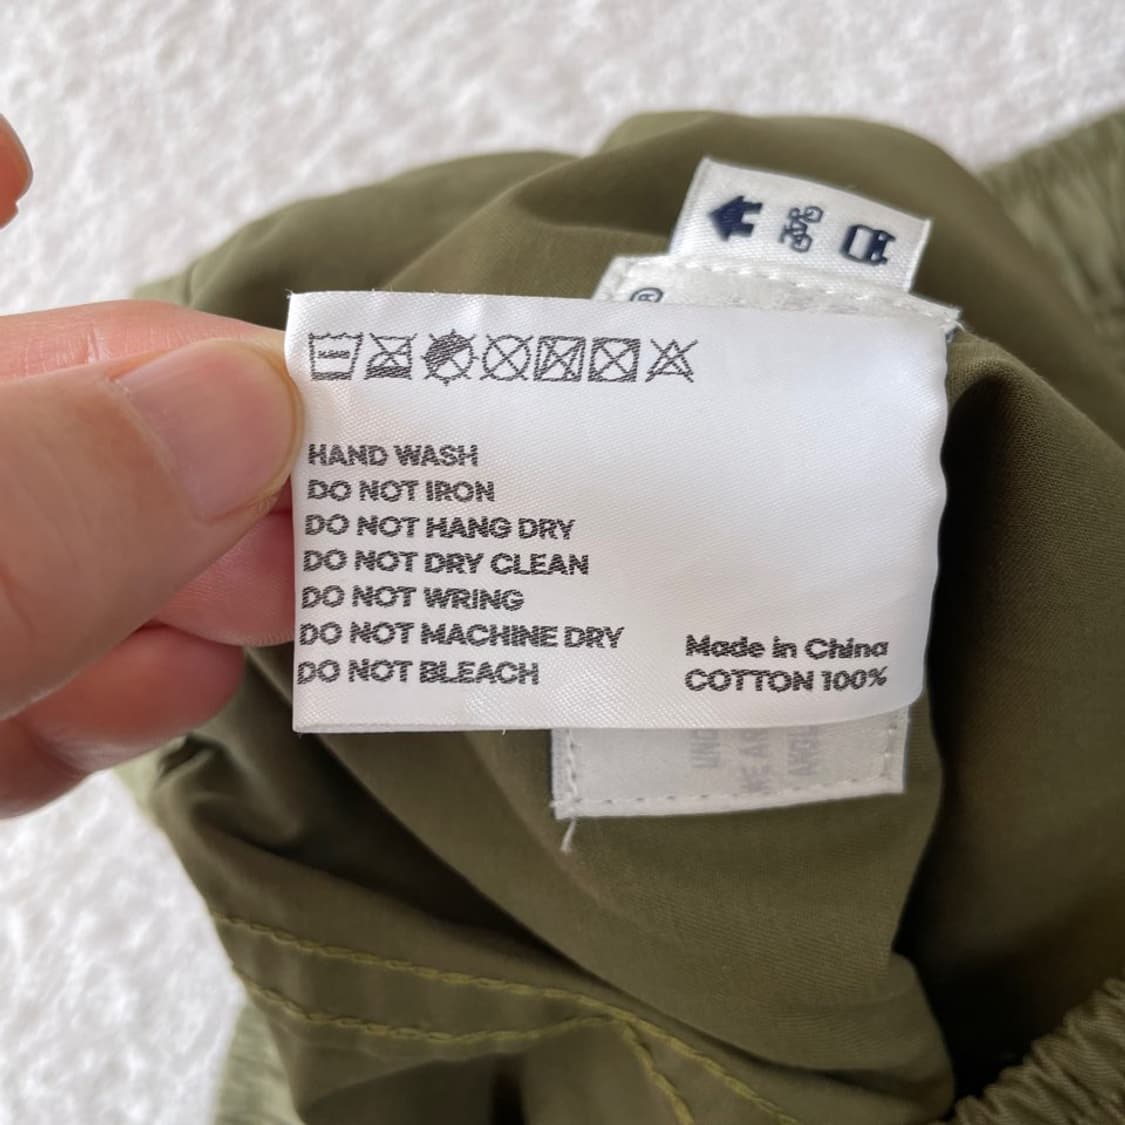 ®
HAND WASH
DO NOT IRON
DO NOT HANG DRY
DO NOT DRY CLEAN
DO NOT WRING
DO NOT MACHINE DRY
DO NOT BLEACH
Made in China
COTTON 100%